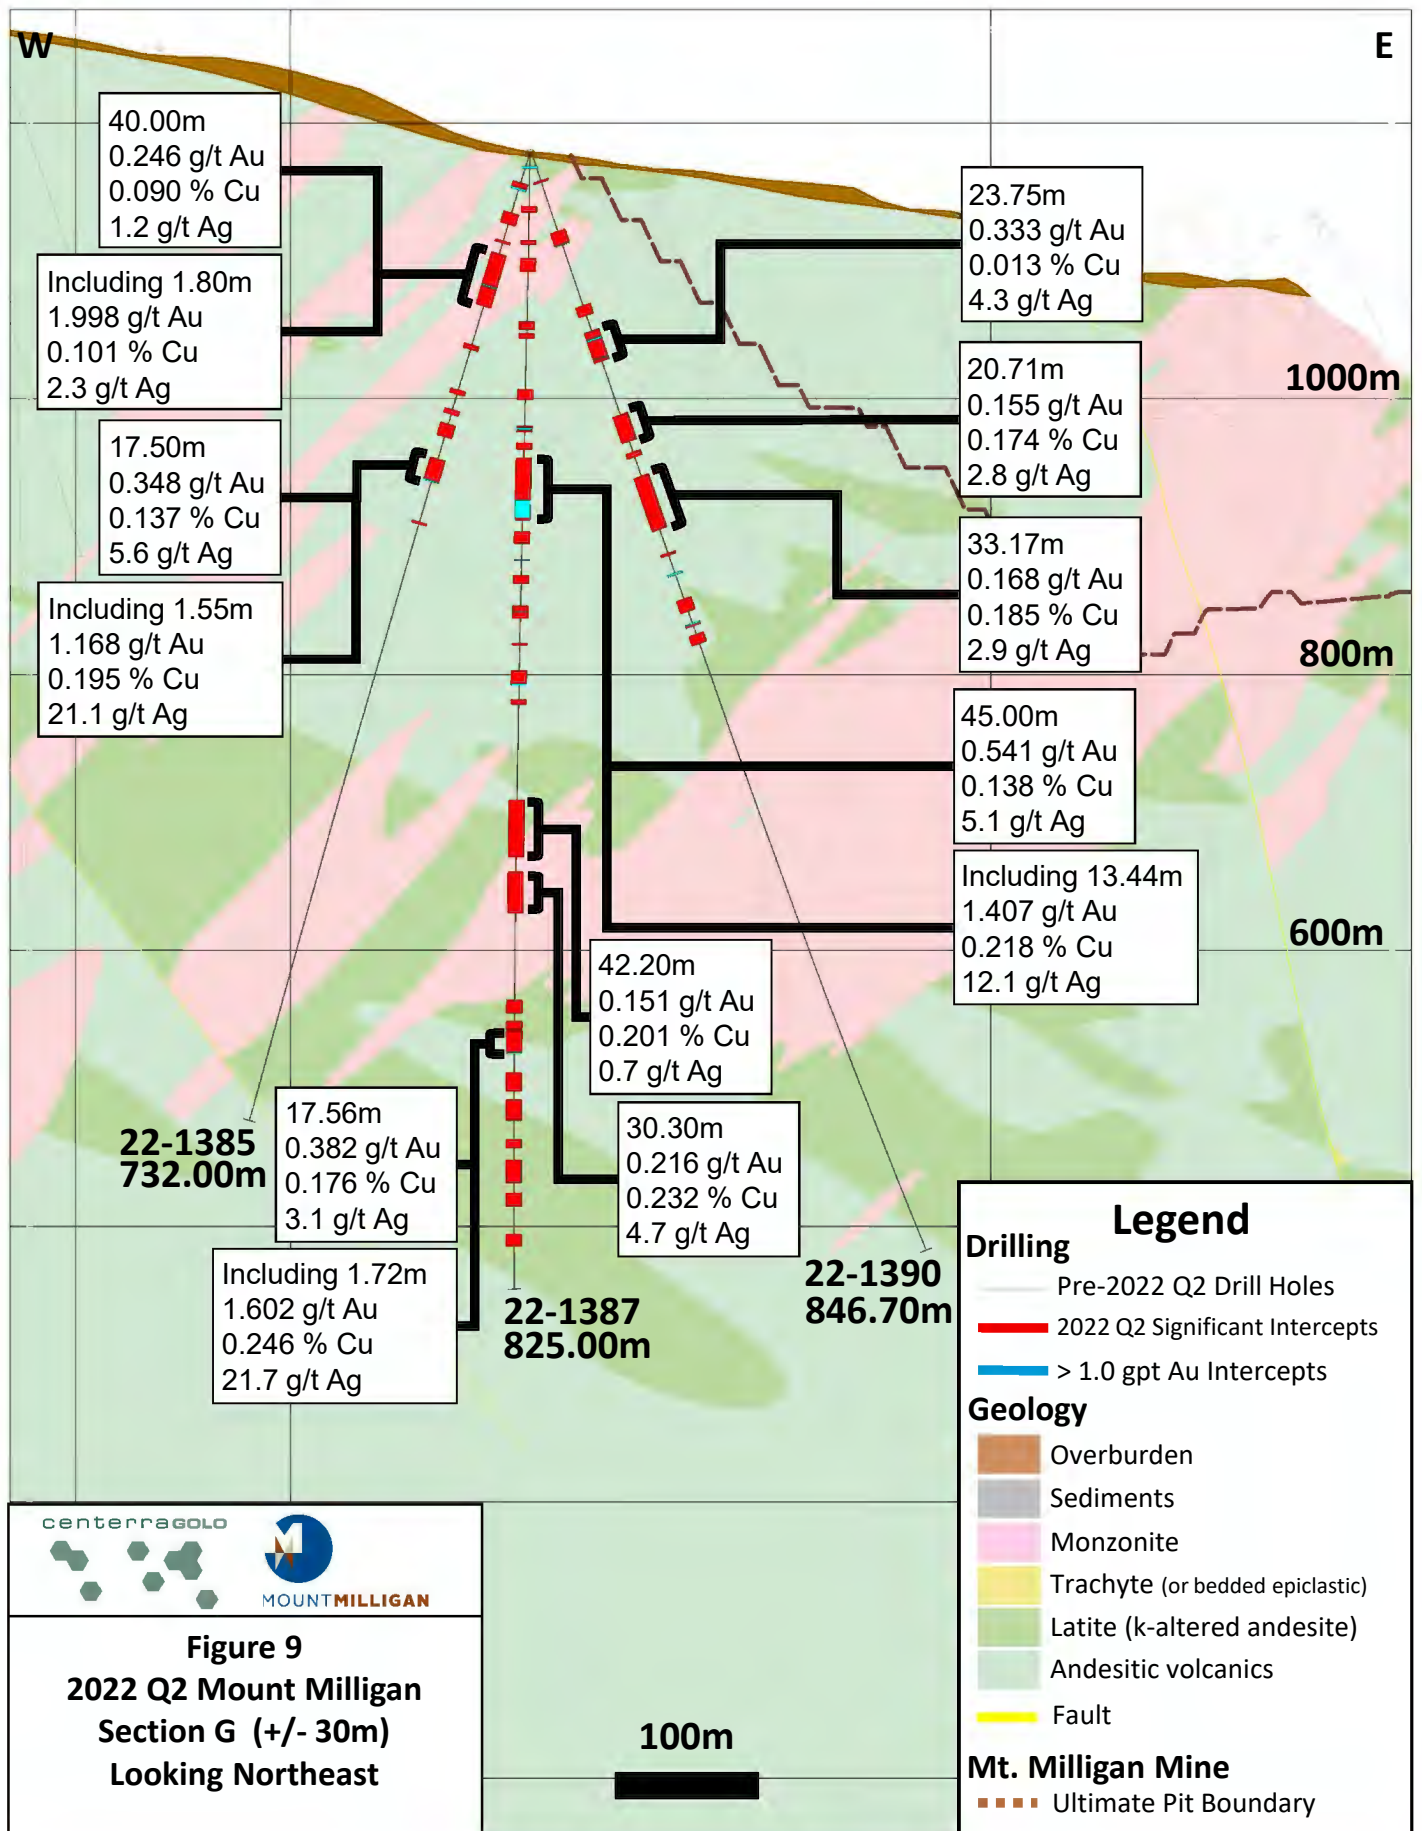 W
E
40.00m
0.246 g/t Au
0.090 % Cu
1.2 g/t Ag
Including 1.80m
1.998 g/t Au
0.101 % Cu
2.3 g/t Ag
17.50m
0.348 g/t Au
0.137 % Cu
5.6 g/t Ag
Including 1.55m
1.168 g/t Au
0.195 % Cu
21.1 g/t Ag
23.75m
0.333 g/t Au
0.013 % Cu
4.3 g/t Ag
1000m
20.71m
0.155 g/t Au
0.174 % Cu
2.8 g/t Ag
33.17m
0.168 g/t Au
0.185 % Cu
2.9 g/t Ag
800m
45.00m
0.541 g/t Au
0.138 % Cu
5.1 g/t Ag
Including 13.44m
1.407 g/t Au
0.218 % Cu
12.1 g/t Ag
600m
42.20m
0.151 g/t Au
0.201 % Cu
0.7 g/t Ag
30.30m
0.216 g/t Au
0.232 % Cu
4.7 g/t Ag
17.56m
0.382 g/t Au
0.176 % Cu
3.1 g/t Ag
Including 1.72m
1.602 g/t Au
0.246 % Cu
21.7 g/t Ag
22-1385
732.00m
22-1387
825.00m
22-1390
846.70m
Legend
Drilling
Pre-2022 Q2 Drill Holes
2022 Q2 Significant Intercepts
> 1.0 gpt Au Intercepts
Geology
Overburden
Sediments
Monzonite
Trachyte (or bedded epiclastic)
Latite (k-altered andesite)
Andesitic volcanics
Fault
Mt. Milligan Mine
Ultimate Pit Boundary
centerraGOLD
MOUNTMILLIGAN
Figure 9
2022 Q2 Mount Milligan
Section G (+/- 30m)
Looking Northeast
100m